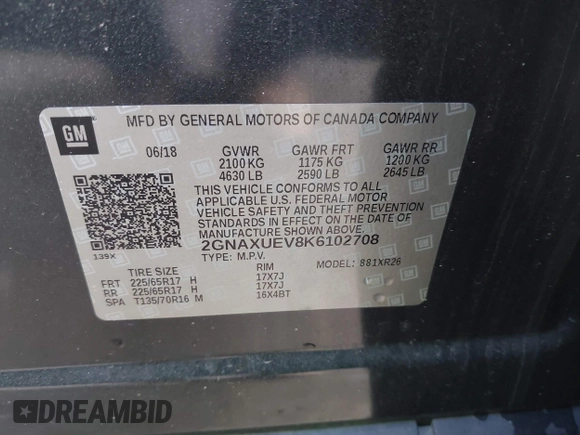 MFD BY GENERAL MOTORS OF CANADA COMPANY
GM
06/18 GVWR GAWR FRT GAWR RR
2100 KG 1175 KG 1200 KG
4630 LB 2590 LB 2645 LB
THIS VEHICLE CONFORMS TO ALL
APPLICABLE U.S. FEDERAL MOTOR
VEHICLE SAFETY AND THEFT PREVENTION
STANDARDS IN EFFECT ON THE DATE
OF MANUFACTURE SHOWN ABOVE.
2GNAXUEV8K6102708
139X
TYPE: M.P.V. MODEL: 881XR26
TIRE SIZE RIM
FRT 225/65R17 H 17X7J
RR 225/65R17 H 17X7J
SPA T135/70R16 M 16X4BT
DREAMBID